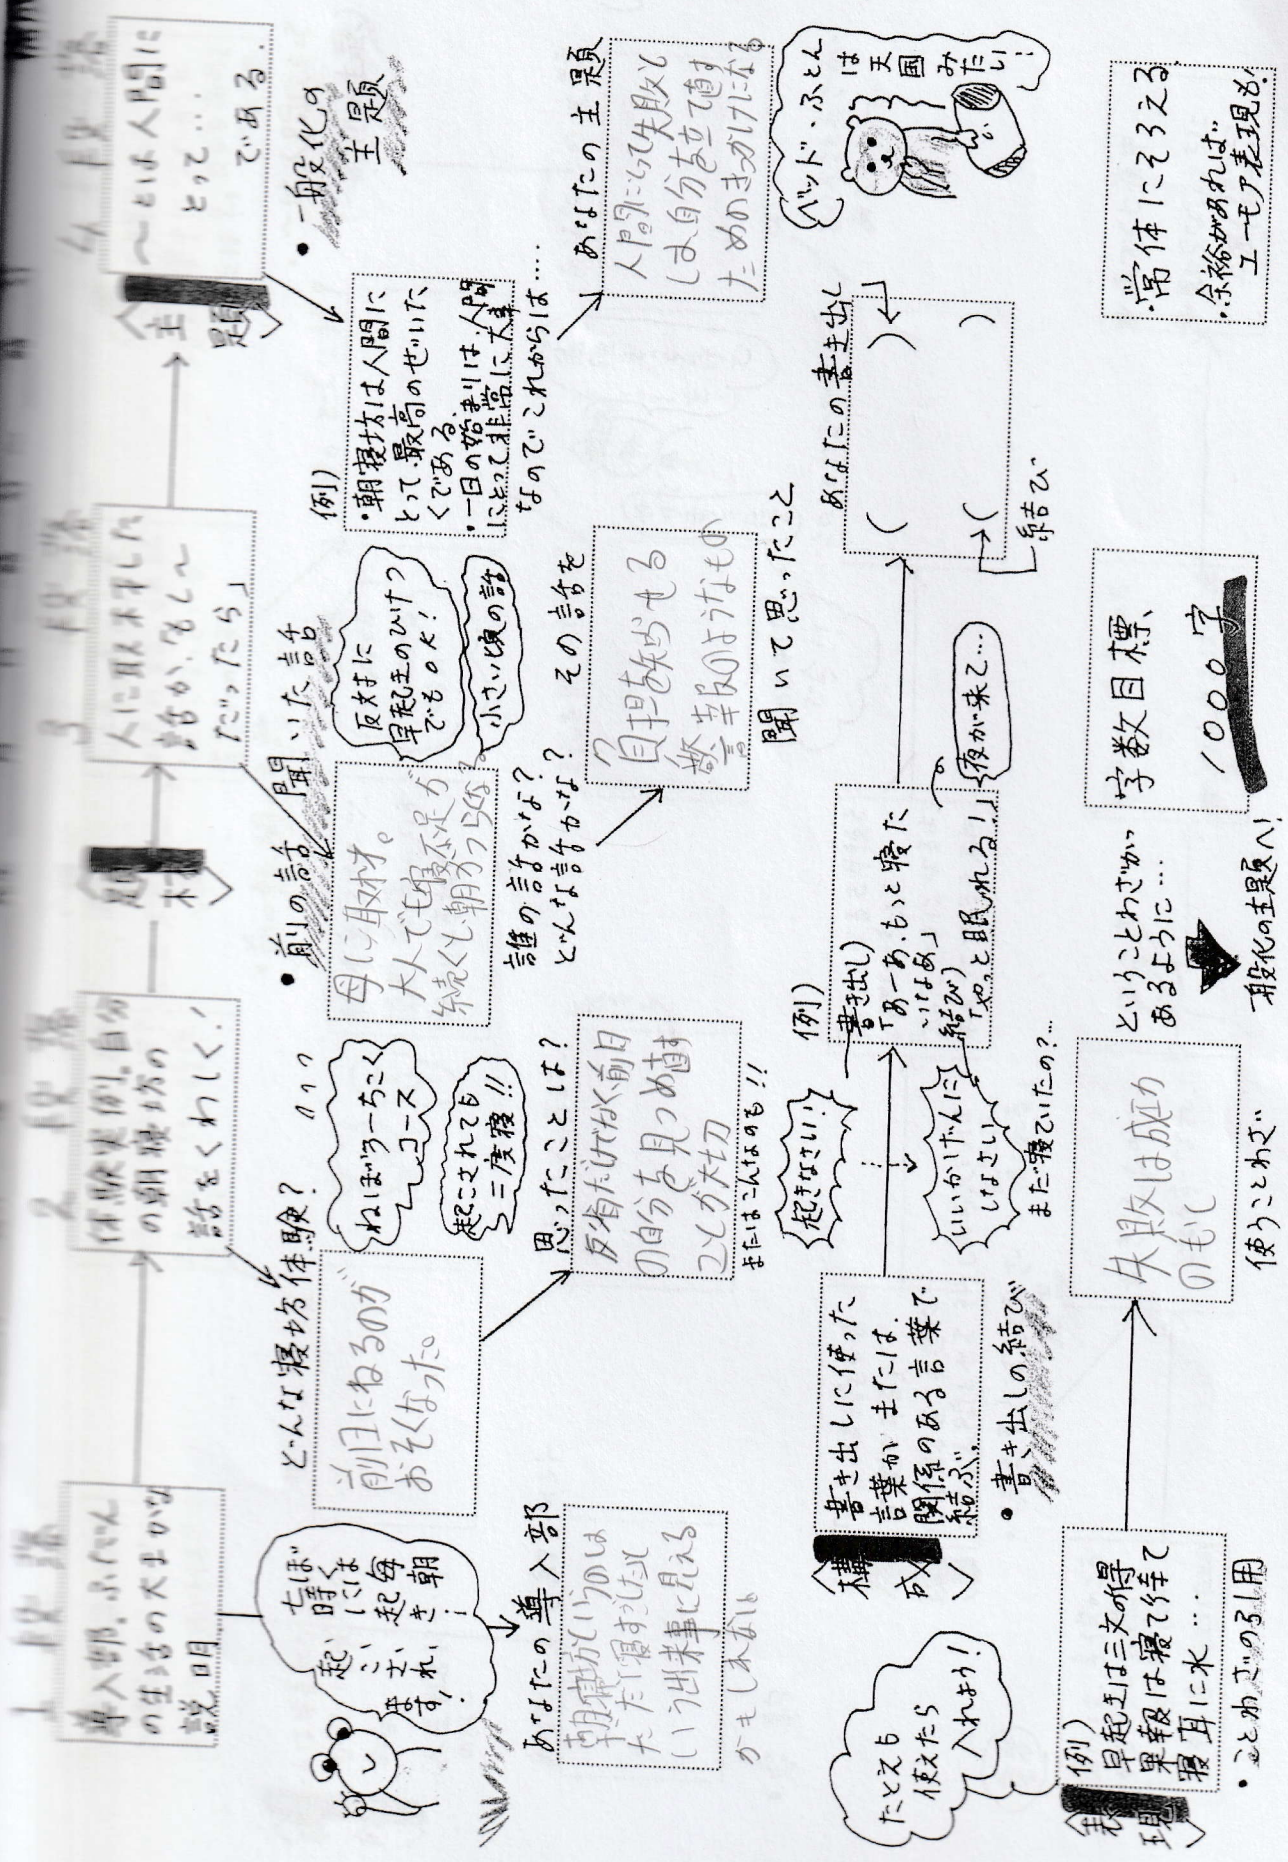 1 段落
導入部。ふだん
の生活の大まかな
説明
2 段落
体験実例。自分
の朝寝坊の
話をくわしく！
〈題材〉
3 段落
人に取材した
話か、「もし〜
だったら」
〈主題〉
4 段落
〜とは人間に
とって…
である。
ぼくは毎朝
七時に起き
起こされ、
ます！
あなたの導入部
朝寝坊というのは
ただ寝すごしたと
いう出来事に見える
かもしれない。
どんな寝坊体験？
前日にねるのが
おそくなった。
ねぼろーちこく
コース
起こされても
二度寝！！
思ったことは？
反省だけでなく前日
の自分を見つめ直す
ことが大切
またはこんなのも！！
・前の話 聞いた話
母に取材。
大人でも寝不足が
続くし、朝がつらくなる
反対に
早起きのひけつ
でもOK！
小さい頃の話
誰の話かな？
どんな話かな？
その話を
負担を知らせる
警報のようなもの
聞いて思ったこと
・一般化の
主題
例）
・朝寝坊は人間に
とって最高のぜいた
くである。
・一日の始まりは、人間
にとって非常に大事
なのでこれからは…．
あなたの主題
人間にとって失敗と
は自分を立て直す
ためのきっかけになる
ベッド・ふとん
は天国みたい！
〈構成〉
書き出しに使った
言葉か または、
関係のある言葉で
結ぶ。
・書き出しの結び
起きなさい！
いいかげんに
しなさい
まだ寝ていたの？…
例）
書き出し）
「あーあ、もっと寝た
いなあ」
結び）
「やっと眠れる！」
夜が来て…
あなたの書き出し
（ ）
（ ）
結び
たとえも
使えたら
入れよう！
〈表現〉
例）
早起きは三文の得
果報は寝て待て
寝耳に水…
・ことわざの引用
失敗は成功
のもと
使うことわざ
ということわざが
あるように…
一般化の主題へ！
字数目標、
1000字
・常体にそろえる
・余裕があれば
ユーモア表現も！